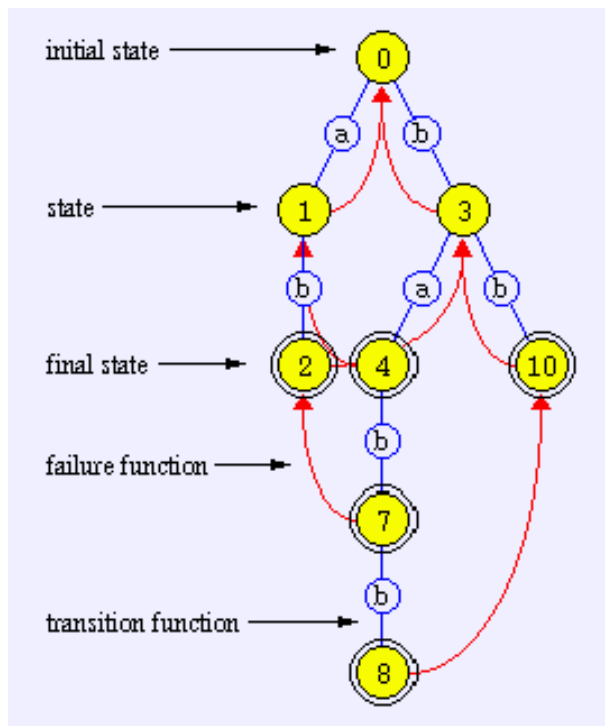 initial state 0
a b
state 1 3
b a b
final state 2 4 10
b
failure function
7
b
transition function
8